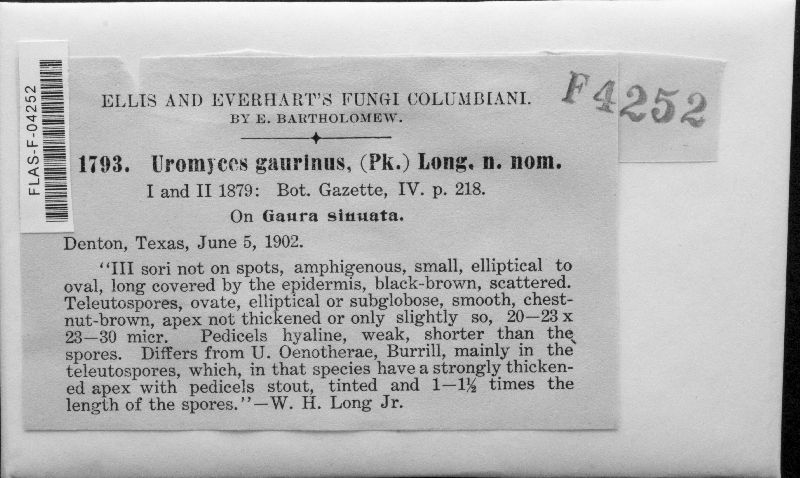 FLAS-F-04252
F4252
ELLIS AND EVERHART'S FUNGI COLUMBIANI.
BY E. BARTHOLOMEW.
1793. Uromyces gaurinus, (Pk.) Long. n. nom.
I and II 1879: Bot. Gazette, IV. p. 218.
On Gaura sinuata.
Denton, Texas, June 5, 1902.
"III sori not on spots, amphigenous, small, elliptical to
oval, long covered by the epidermis, black-brown, scattered.
Teleutospores, ovate, elliptical or subglobose, smooth, chest-
nut-brown, apex not thickened or only slightly so, 20—23 x
23—30 micr. Pedicels hyaline, weak, shorter than the
spores. Differs from U. Oenotherae, Burrill, mainly in the
teleutospores, which, in that species have a strongly thicken-
ed apex with pedicels stout, tinted and 1—1½ times the
length of the spores."—W. H. Long Jr.